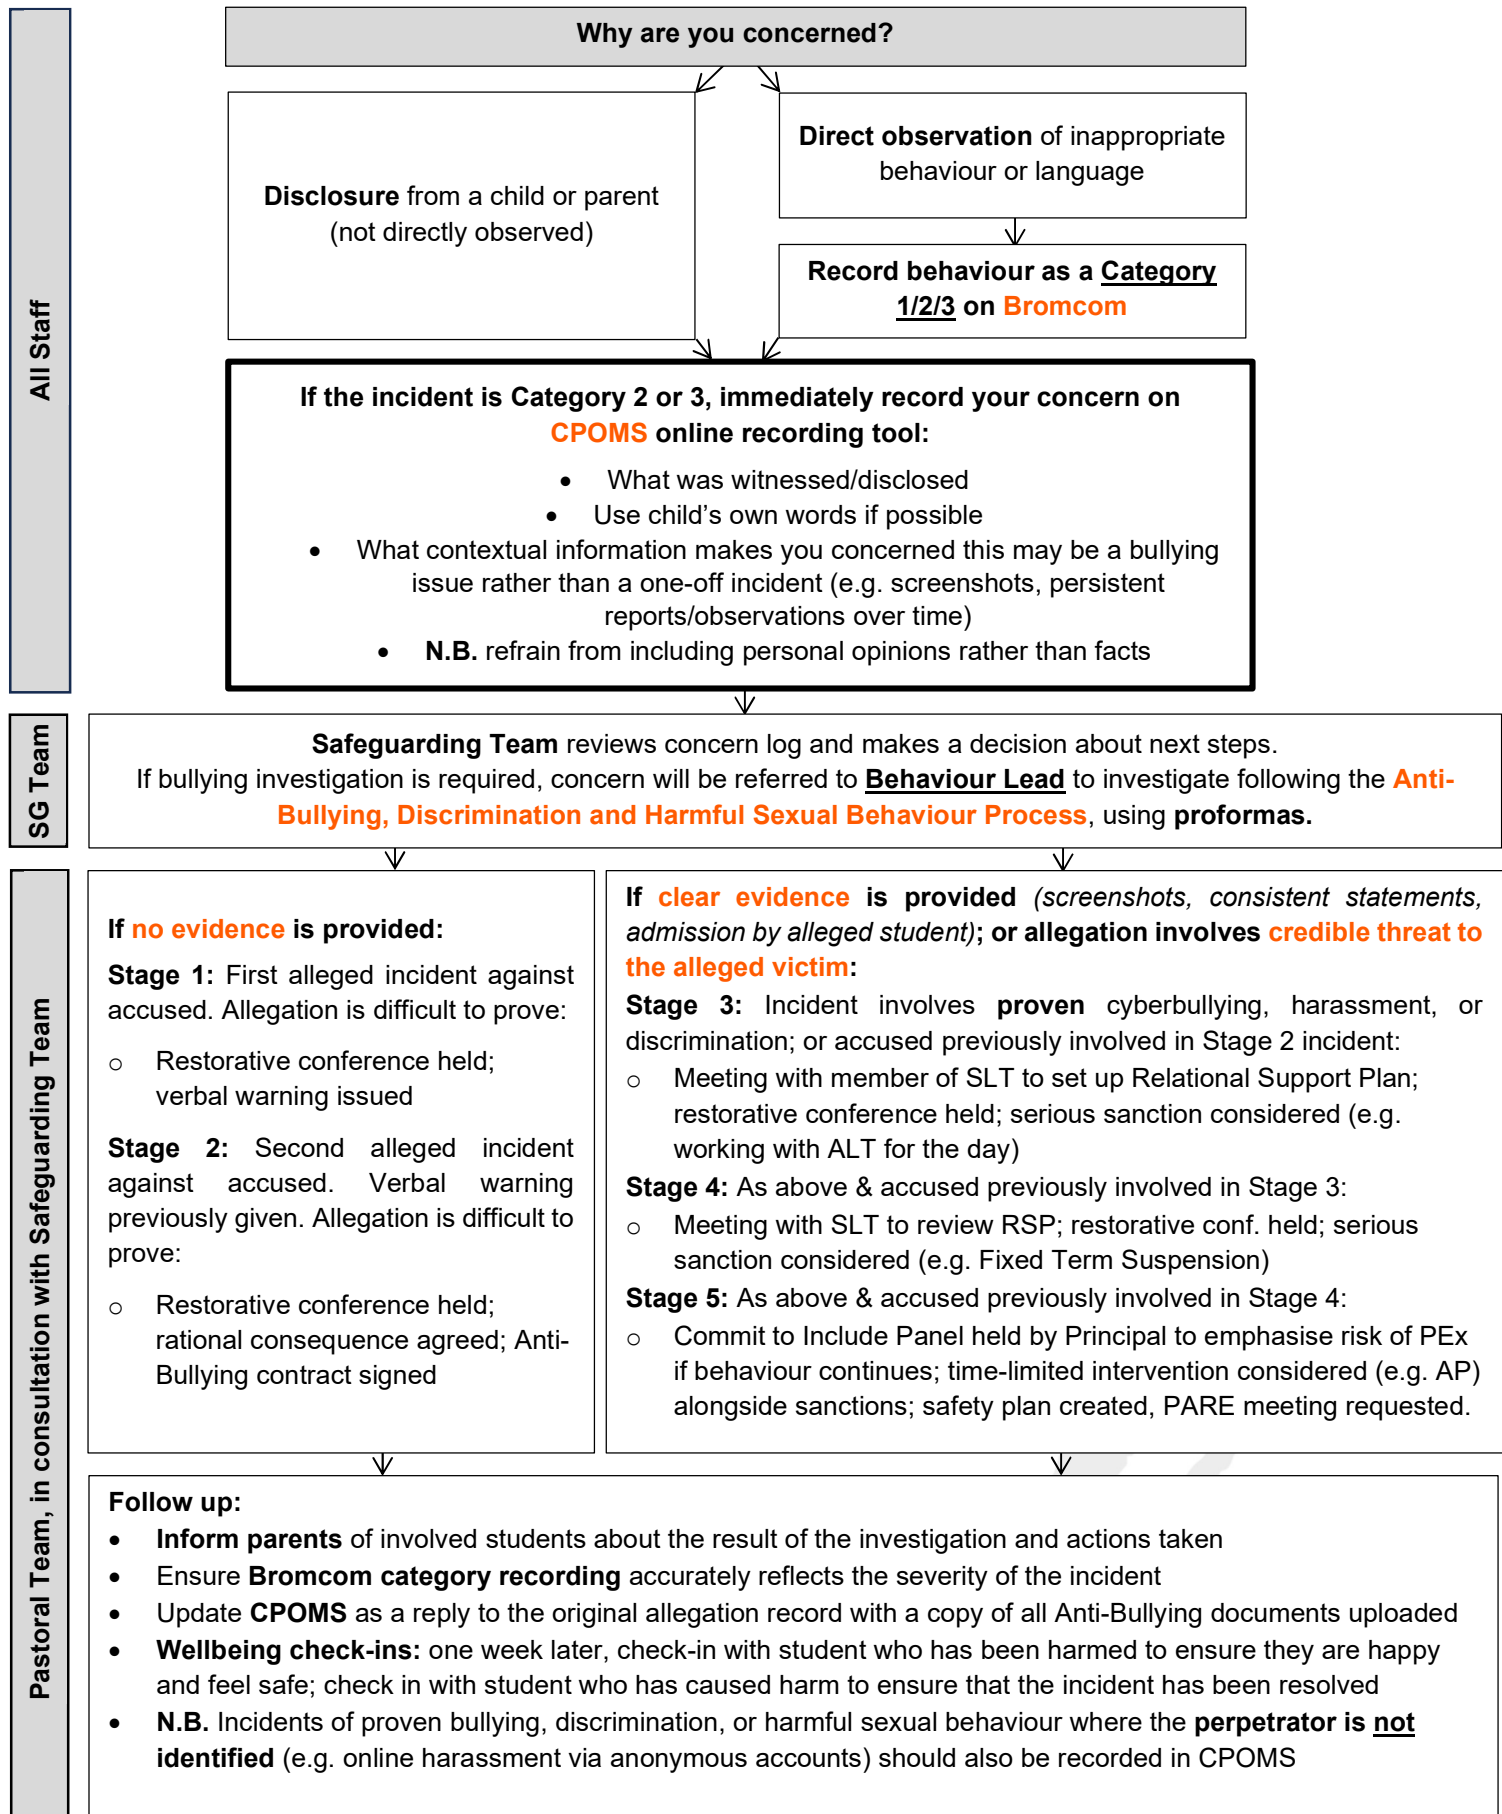 Why are you concerned?
All Staff
Disclosure from a child or parent
(not directly observed)
Direct observation of inappropriate
behaviour or language
Record behaviour as a Category
1/2/3 on Bromcom
If the incident is Category 2 or 3, immediately record your concern on
CPOMS online recording tool:
• What was witnessed/disclosed
• Use child’s own words if possible
• What contextual information makes you concerned this may be a bullying
issue rather than a one-off incident (e.g. screenshots, persistent
reports/observations over time)
• N.B. refrain from including personal opinions rather than facts
SG Team
Safeguarding Team reviews concern log and makes a decision about next steps.
If bullying investigation is required, concern will be referred to Behaviour Lead to investigate following the Anti-
Bullying, Discrimination and Harmful Sexual Behaviour Process, using proformas.
Pastoral Team, in consultation with Safeguarding Team
If no evidence is provided:
Stage 1: First alleged incident against
accused. Allegation is difficult to prove:
o Restorative conference held;
verbal warning issued
Stage 2: Second alleged incident
against accused. Verbal warning
previously given. Allegation is difficult to
prove:
o Restorative conference held;
rational consequence agreed; Anti-
Bullying contract signed
If clear evidence is provided (screenshots, consistent statements,
admission by alleged student); or allegation involves credible threat to
the alleged victim:
Stage 3: Incident involves proven cyberbullying, harassment, or
discrimination; or accused previously involved in Stage 2 incident:
o Meeting with member of SLT to set up Relational Support Plan;
restorative conference held; serious sanction considered (e.g.
working with ALT for the day)
Stage 4: As above & accused previously involved in Stage 3:
o Meeting with SLT to review RSP; restorative conf. held; serious
sanction considered (e.g. Fixed Term Suspension)
Stage 5: As above & accused previously involved in Stage 4:
o Commit to Include Panel held by Principal to emphasise risk of PEx
if behaviour continues; time-limited intervention considered (e.g. AP)
alongside sanctions; safety plan created, PARE meeting requested.
Follow up:
• Inform parents of involved students about the result of the investigation and actions taken
• Ensure Bromcom category recording accurately reflects the severity of the incident
• Update CPOMS as a reply to the original allegation record with a copy of all Anti-Bullying documents uploaded
• Wellbeing check-ins: one week later, check-in with student who has been harmed to ensure they are happy
and feel safe; check in with student who has caused harm to ensure that the incident has been resolved
• N.B. Incidents of proven bullying, discrimination, or harmful sexual behaviour where the perpetrator is not
identified (e.g. online harassment via anonymous accounts) should also be recorded in CPOMS